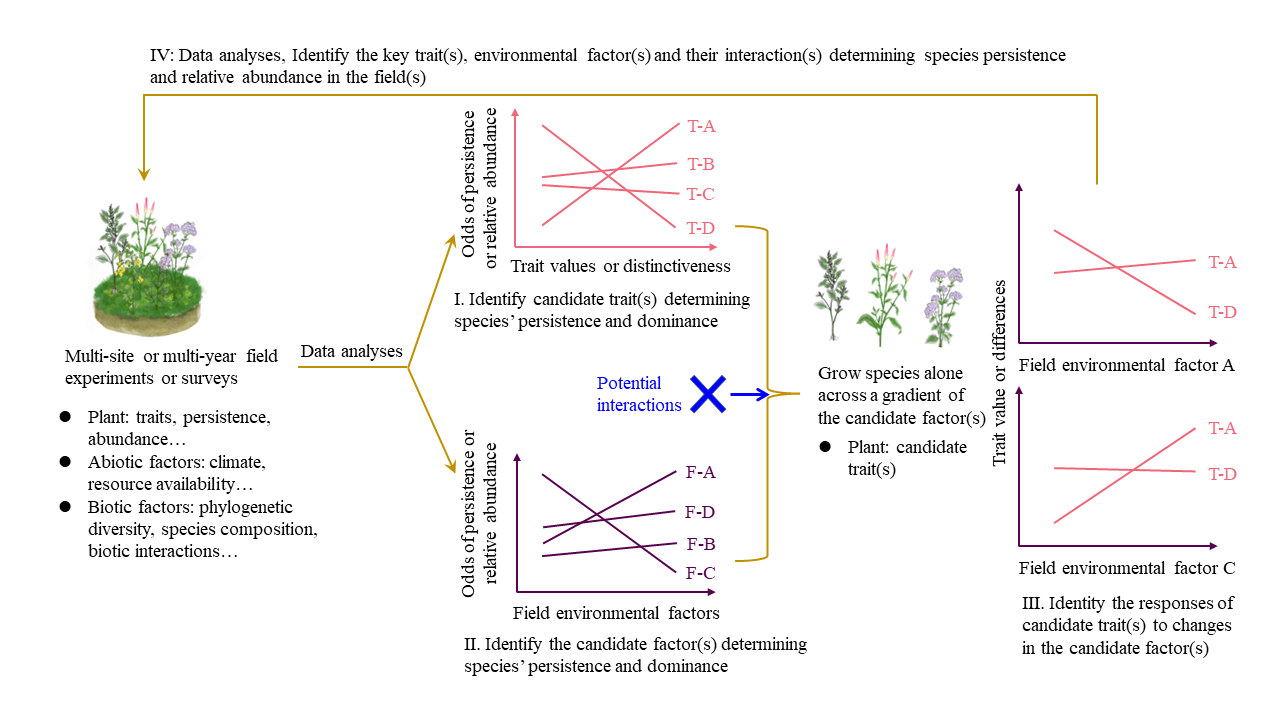 IV: Data analyses, Identify the key trait(s), environmental factor(s) and their interaction(s) determining species persistence
and relative abundance in the field(s)
Multi-site or multi-year field
experiments or surveys
● Plant: traits, persistence,
abundance…
● Abiotic factors: climate,
resource availability…
● Biotic factors: phylogenetic
diversity, species composition,
biotic interactions…
Data analyses
Odds of persistence
or relative abundance
T-A
T-B
T-C
T-D
Trait values or distinctiveness
I. Identify candidate trait(s) determining
species’ persistence and dominance
Potential
interactions
Odds of persistence or
relative abundance
F-A
F-D
F-B
F-C
Field environmental factors
II. Identify the candidate factor(s) determining
species’ persistence and dominance
Grow species alone
across a gradient of
the candidate factor(s)
● Plant: candidate
trait(s)
Trait value or differences
T-A
T-D
Field environmental factor A
T-A
T-D
Field environmental factor C
III. Identity the responses of
candidate trait(s) to changes
in the candidate factor(s)